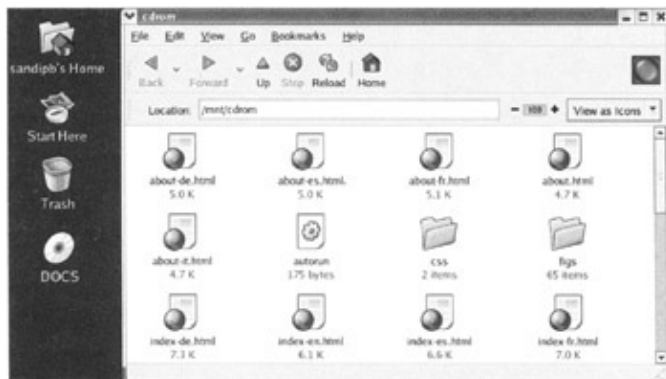 cdrom
File Edit View Go Bookmarks Help
Back Forward Up Stop Reload Home
Location: /mnt/cdrom 100 View as Icons
sandipb's Home
Start Here
Trash
DOCS
about-de.html about-es.html about-fr.html about.html
5.0 K 5.0 K 5.1 K 4.7 K
about-it.html autorun css figs
4.7 K 175 bytes 2 items 65 items
index-de.html index-en.html index-es.html index-fr.html
7.3 K 6.1 K 6.6 K 7.0 K